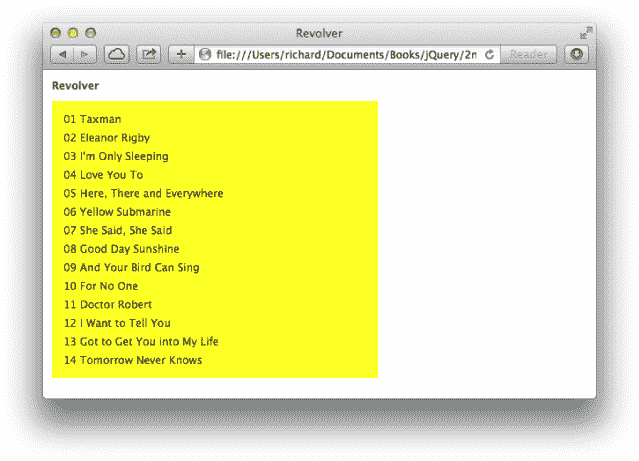 Revolver
file:///Users/richard/Documents/Books/jQuery/2n
Reader
Revolver
01 Taxman
02 Eleanor Rigby
03 I'm Only Sleeping
04 Love You To
05 Here, There and Everywhere
06 Yellow Submarine
07 She Said, She Said
08 Good Day Sunshine
09 And Your Bird Can Sing
10 For No One
11 Doctor Robert
12 I Want to Tell You
13 Got to Get You into My Life
14 Tomorrow Never Knows